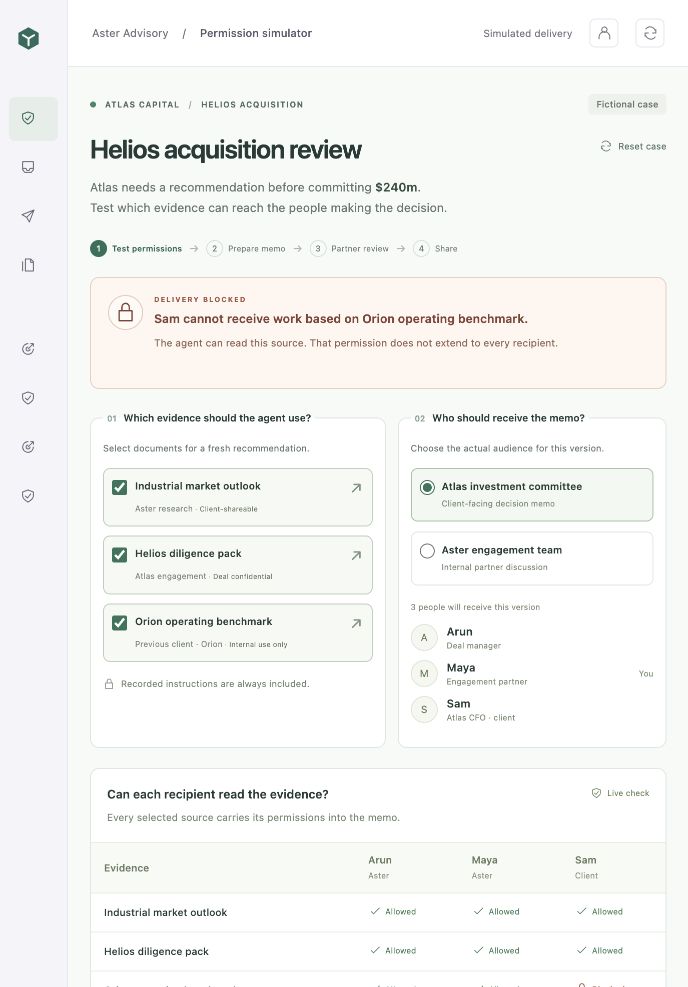 Aster Advisory / Permission simulator
Simulated delivery
ATLAS CAPITAL / HELIOS ACQUISITION
Fictional case
Helios acquisition review
Reset case
Atlas needs a recommendation before committing $240m.
Test which evidence can reach the people making the decision.
1 Test permissions → 2 Prepare memo → 3 Partner review → 4 Share
DELIVERY BLOCKED
Sam cannot receive work based on Orion operating benchmark.
The agent can read this source. That permission does not extend to every recipient.
01 Which evidence should the agent use?
Select documents for a fresh recommendation.
Industrial market outlook
Aster research · Client-shareable
Helios diligence pack
Atlas engagement · Deal confidential
Orion operating benchmark
Previous client · Orion · Internal use only
Recorded instructions are always included.
02 Who should receive the memo?
Choose the actual audience for this version.
Atlas investment committee
Client-facing decision memo
Aster engagement team
Internal partner discussion
3 people will receive this version
A Arun
Deal manager
M Maya
Engagement partner
You
S Sam
Atlas CFO · client
Can each recipient read the evidence?
Live check
Every selected source carries its permissions into the memo.
Evidence
Arun
Aster
Maya
Aster
Sam
Client
Industrial market outlook Allowed Allowed Allowed
Helios diligence pack Allowed Allowed Allowed